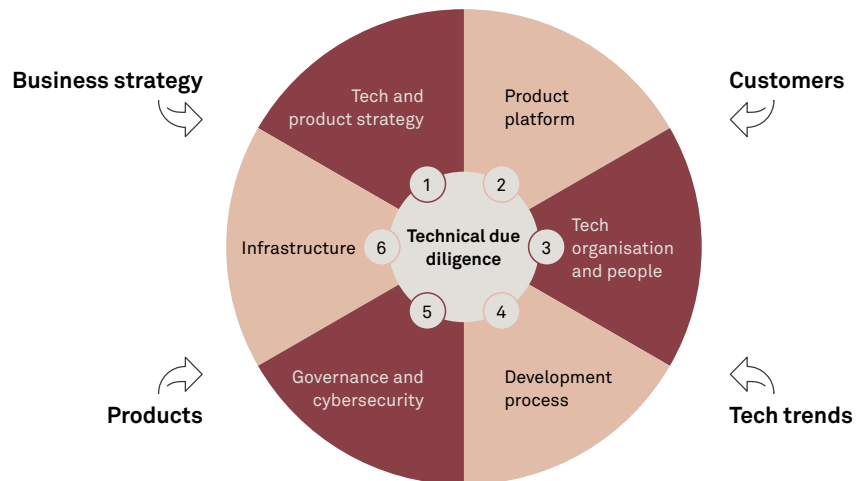 Business strategy
Customers
Tech and
product strategy
Product
platform
1
2
Infrastructure
6
Technical due
diligence
3
Tech
organisation
and people
5
4
Governance and
cybersecurity
Development
process
Products
Tech trends